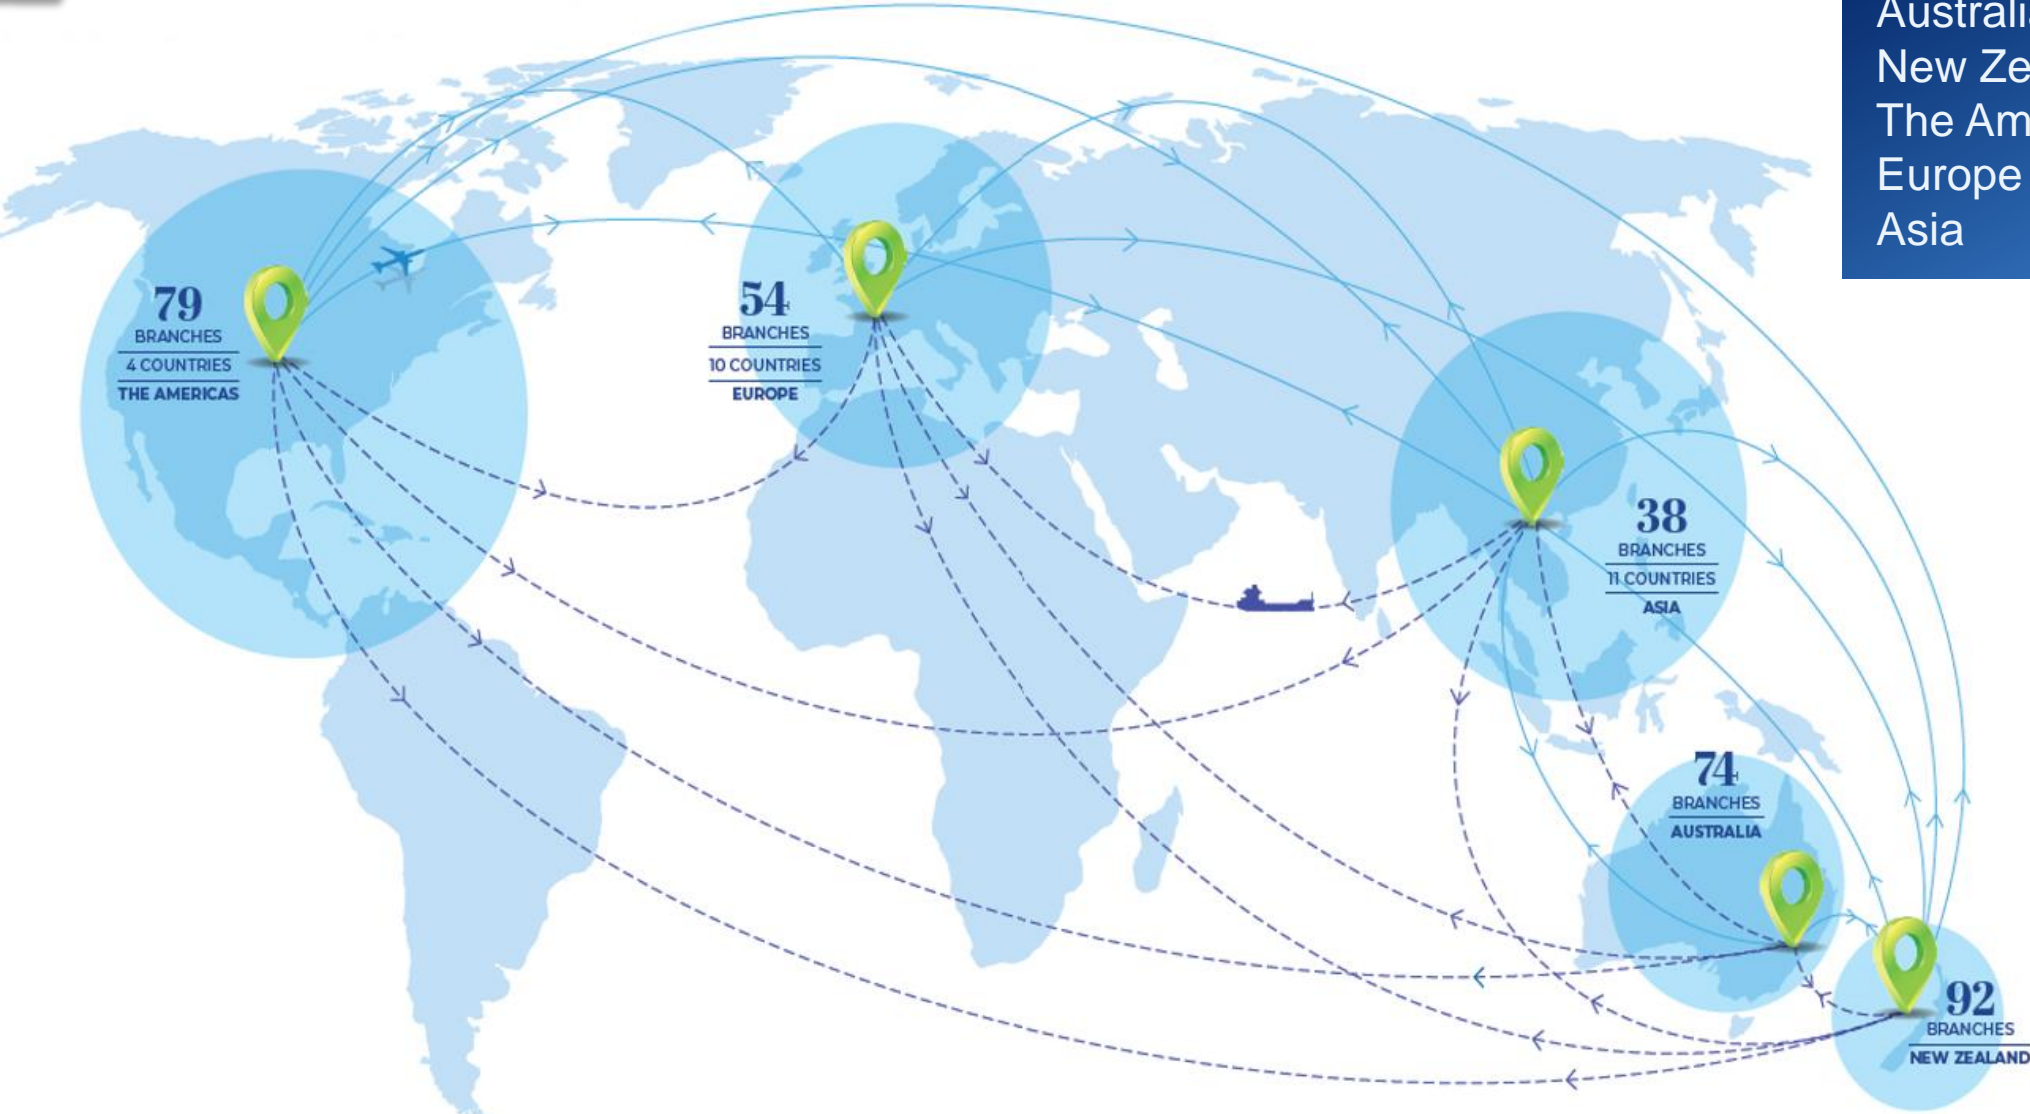 Australia
New Ze
The Am
Europe
Asia
79
BRANCHES
4 COUNTRIES
THE AMERICAS
54
BRANCHES
10 COUNTRIES
EUROPE
38
BRANCHES
11 COUNTRIES
ASIA
74
BRANCHES
AUSTRALIA
92
BRANCHES
NEW ZEALAND